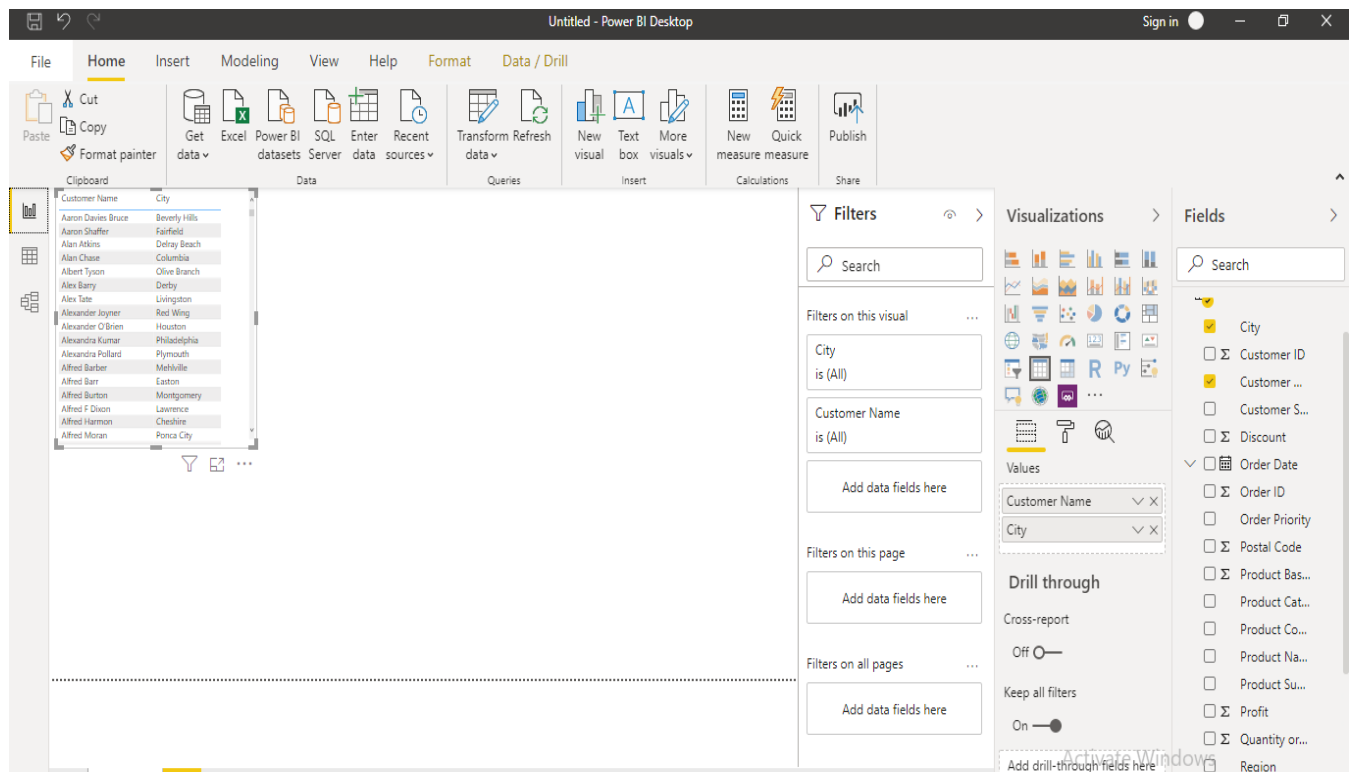 Untitled - Power BI Desktop
Sign in
File Home Insert Modeling View Help Format Data / Drill
Paste
Cut
Copy
Format painter
Clipboard
Get data
Excel
Power BI datasets
SQL Server
Enter data
Recent sources
Data
Transform data
Refresh
Queries
New visual
Text box
A
More visuals
Insert
New measure
Quick measure
Calculations
Publish
Share
Customer Name City
Aaron Davies Bruce Beverly Hills
Aaron Shaffer Fairfield
Alan Atkins Delray Beach
Alan Chase Columbia
Albert Tyson Olive Branch
Alex Barry Derby
Alex Tate Livingston
Alexander Joyner Red Wing
Alexander O'Brien Houston
Alexandra Kumar Philadelphia
Alexandra Pollard Plymouth
Alfred Barber Mehlville
Alfred Barr Easton
Alfred Burton Montgomery
Alfred F Dixon Lawrence
Alfred Harmon Cheshire
Alfred Moran Ponca City
Filters
Search
Filters on this visual ...
City
is (All)
Customer Name
is (All)
Add data fields here
Filters on this page ...
Add data fields here
Filters on all pages ...
Add data fields here
Visualizations
123
R Py
...
Values
Customer Name
City
Drill through
Cross-report
Off
Keep all filters
On
Add drill-through fields here
Fields
Search
City
Σ Customer ID
Customer ...
Customer S...
Σ Discount
Order Date
Σ Order ID
Order Priority
Σ Postal Code
Σ Product Bas...
Product Cat...
Product Co...
Product Na...
Product Su...
Σ Profit
Σ Quantity or...
Region
Activate Windows